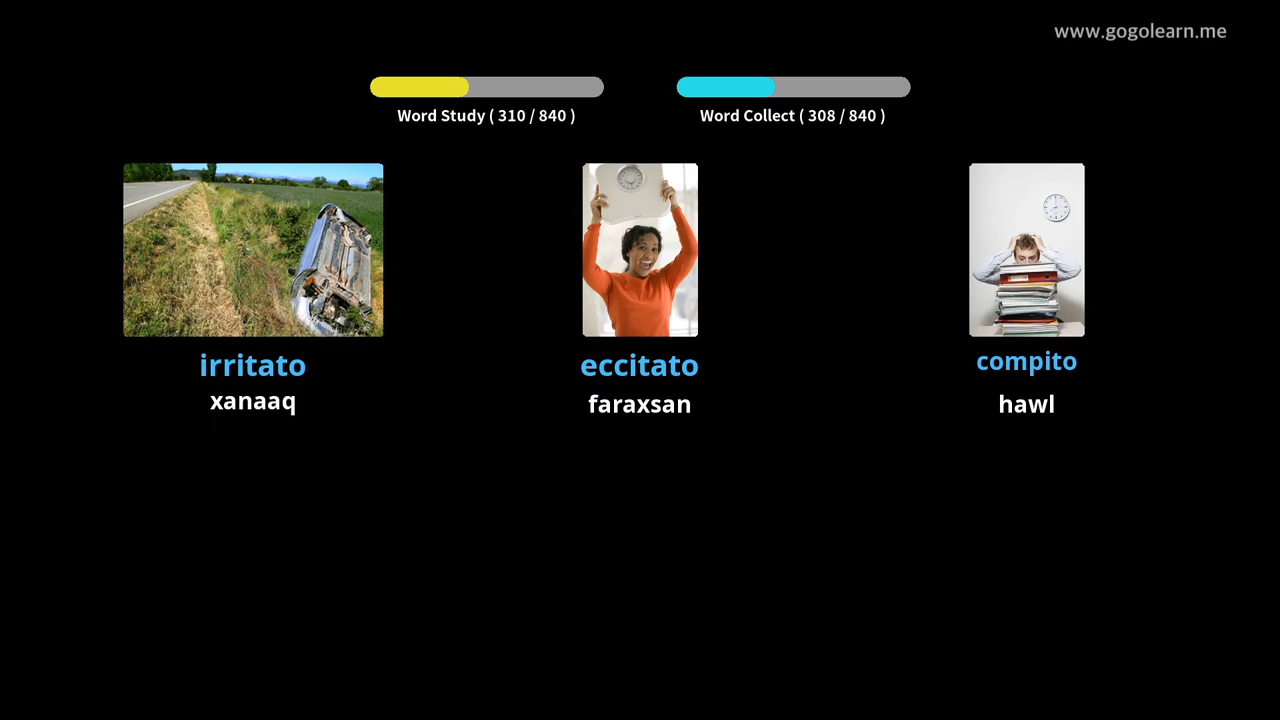 www.gogolearn.me
Word Study ( 310 / 840 )
Word Collect ( 308 / 840 )
irritato
xanaaq
eccitato
faraxsan
compito
hawl